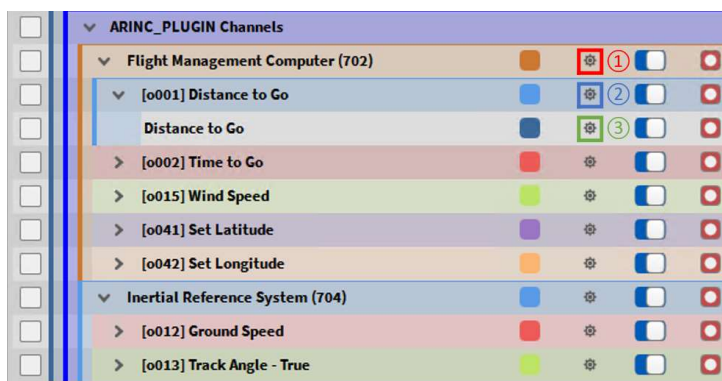 ARINC_PLUGIN Channels
Flight Management Computer (702) ①
[o001] Distance to Go ②
Distance to Go ③
[o002] Time to Go
[o015] Wind Speed
[o041] Set Latitude
[o042] Set Longitude
Inertial Reference System (704)
[o012] Ground Speed
[o013] Track Angle - True